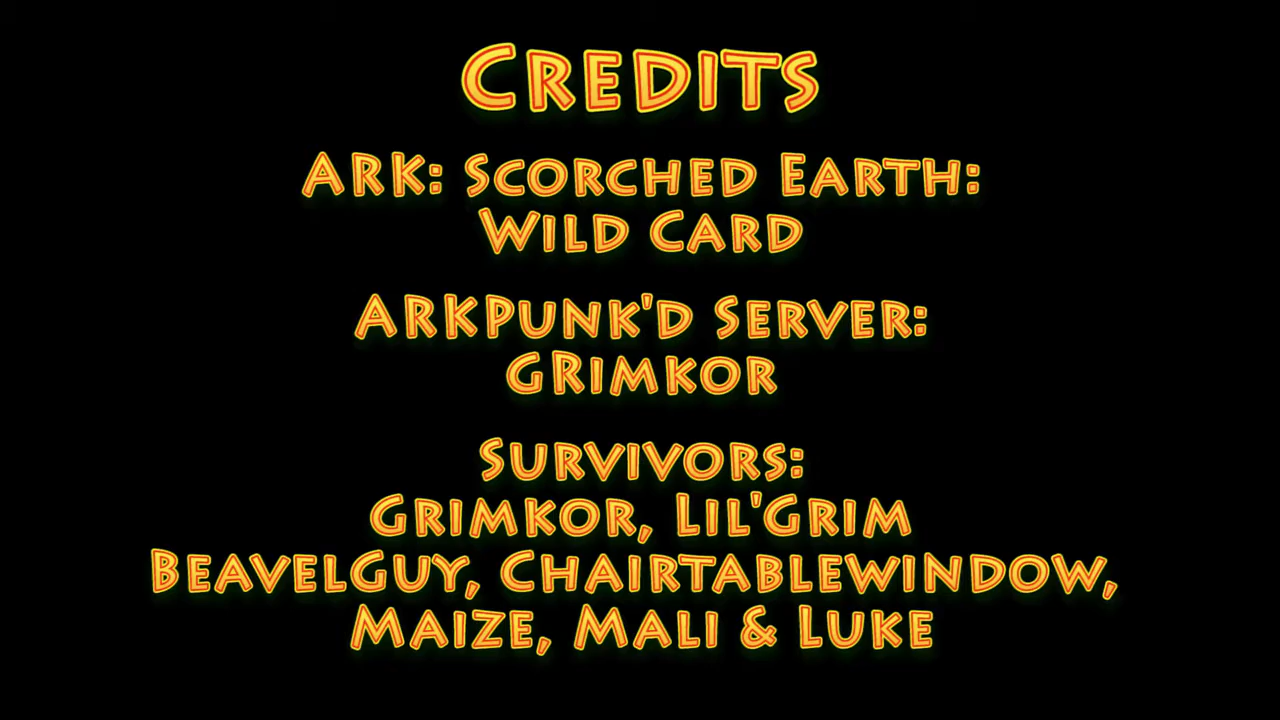 Credits
ARK: Scorched Earth:
Wild Card
ARKPunk'd Server:
GRimkor
Survivors:
Grimkor, Lil'Grim
BeavelGuy, Chairtablewindow,
Maize, Mali & Luke